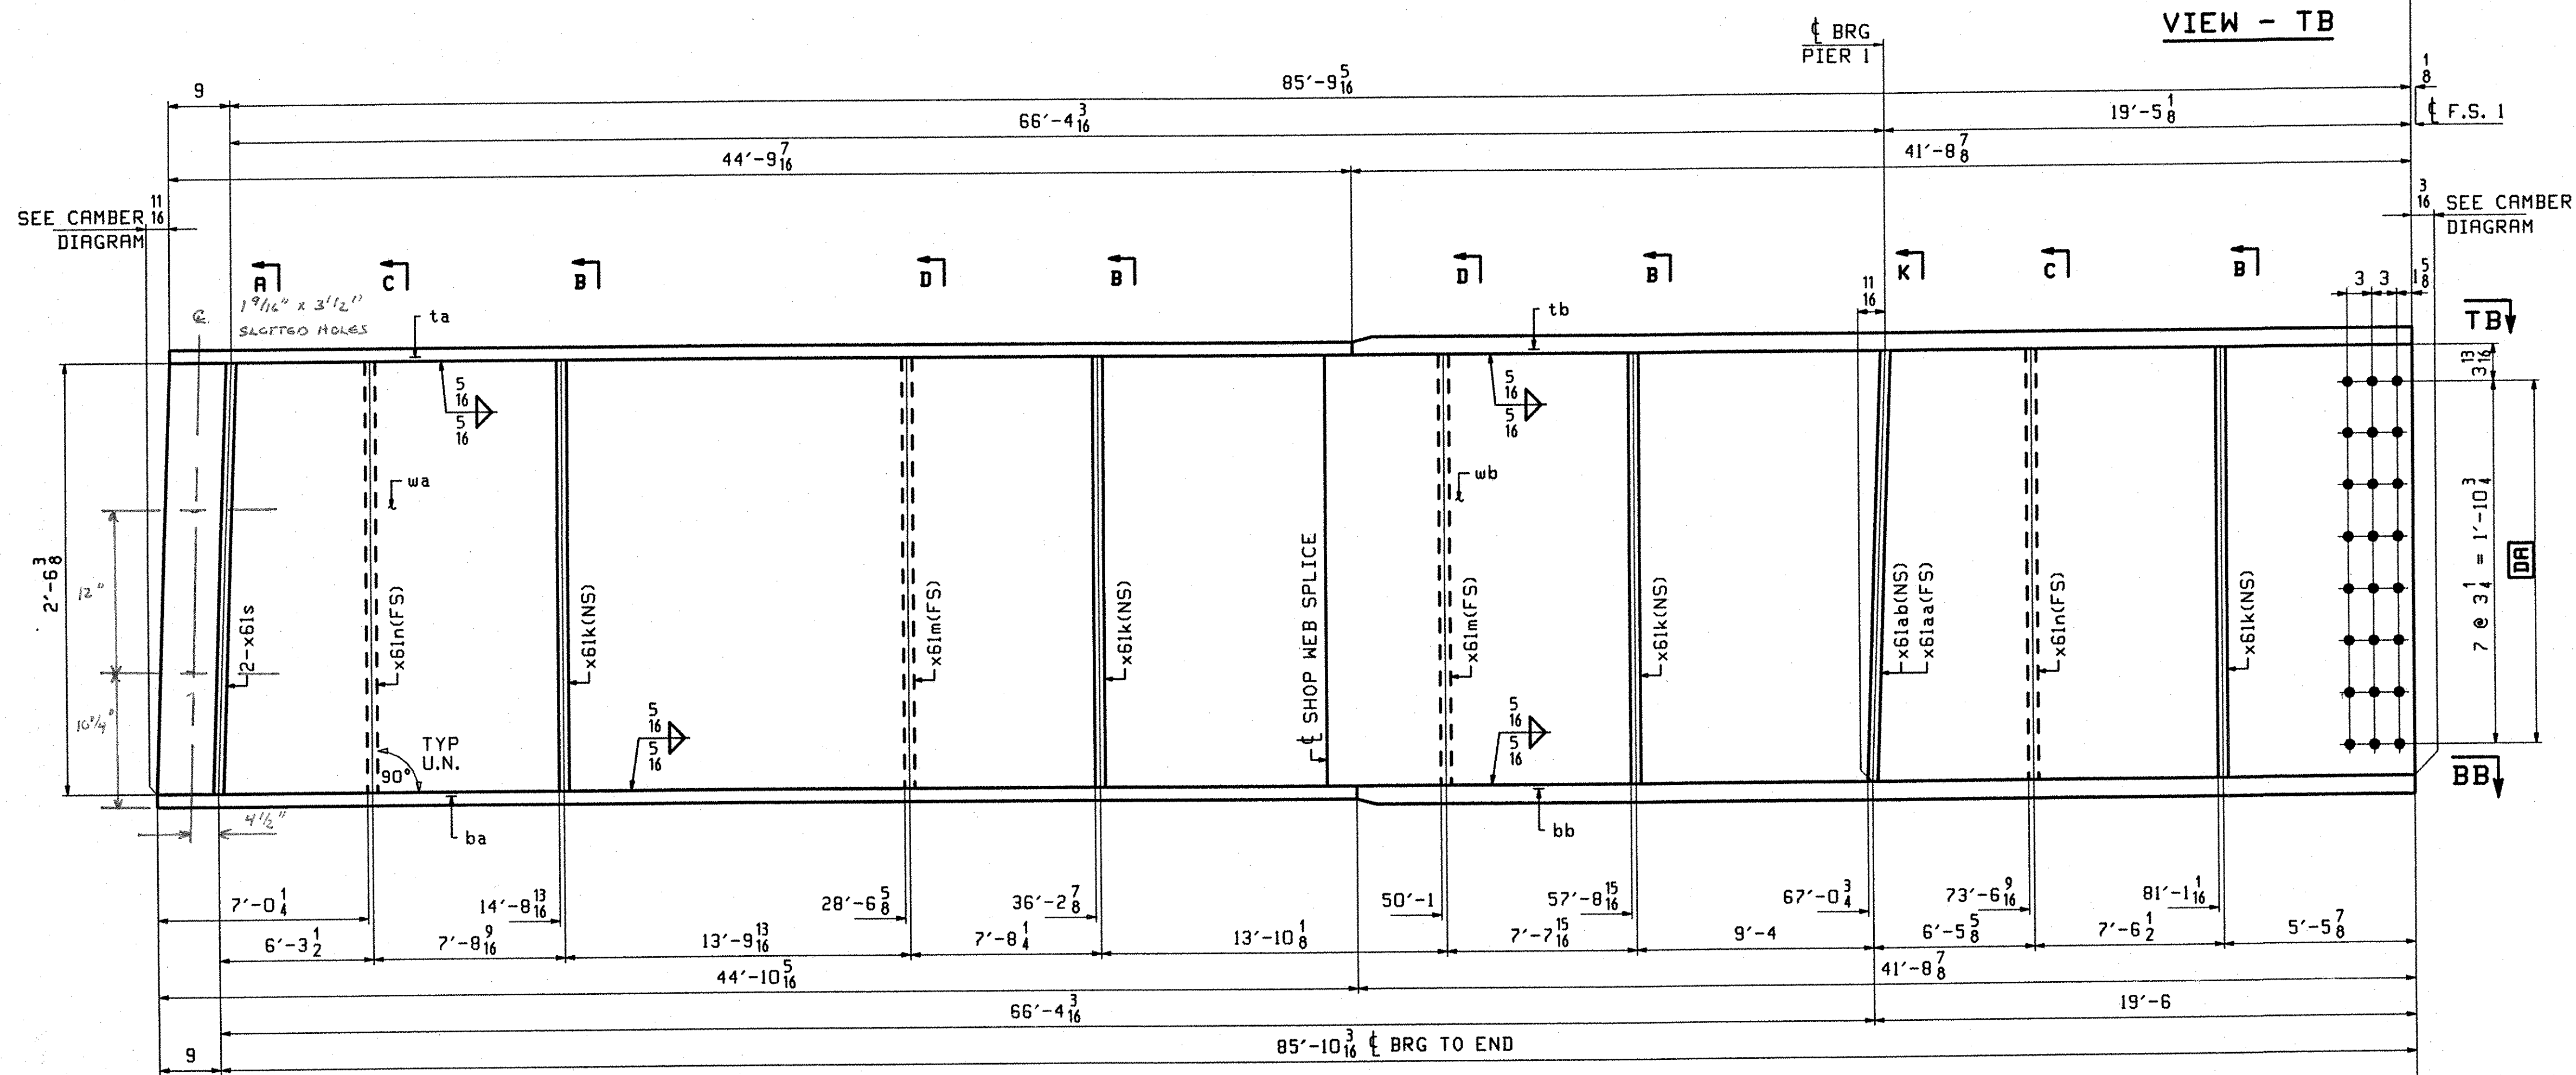 VIEW - TB
℄ BRG
PIER 1
1/8
9
85'-9 5/16
66'-4 3/16
19'-5 1/8
℄ F.S. 1
44'-9 7/16
41'-8 7/8
SEE CAMBER
DIAGRAM
11/16
3/16
SEE CAMBER
DIAGRAM
A
C
B
D
B
D
B
K
C
B
11/16
3
3
1 5/8
℄
1 9/16" x 3 1/2"
SLOTTED HOLES
ta
tb
TB
3 13/16
5/16
5/16
5/16
5/16
wa
wb
2'-6 3/8
12"
10 1/4"
4 1/2"
2-x61s
x61n(FS)
x61k(NS)
x61m(FS)
x61k(NS)
℄ SHOP WEB SPLICE
x61m(FS)
x61k(NS)
x61ab(NS)
x61aa(FS)
x61n(FS)
x61k(NS)
7 @ 3 1/4 = 1'-10 3/4
DA
TYP
U.N.
90°
5/16
5/16
5/16
5/16
BB
ba
bb
7'-0 1/4
14'-8 13/16
28'-6 5/8
36'-2 7/8
50'-1
57'-8 15/16
67'-0 3/4
73'-6 9/16
81'-1 1/16
6'-3 1/2
7'-8 9/16
13'-9 13/16
7'-8 1/4
13'-10 1/8
7'-7 15/16
9'-4
6'-5 5/8
7'-6 1/2
5'-5 7/8
44'-10 5/16
41'-8 7/8
66'-4 3/16
19'-6
85'-10 3/16 ℄ BRG TO END
9